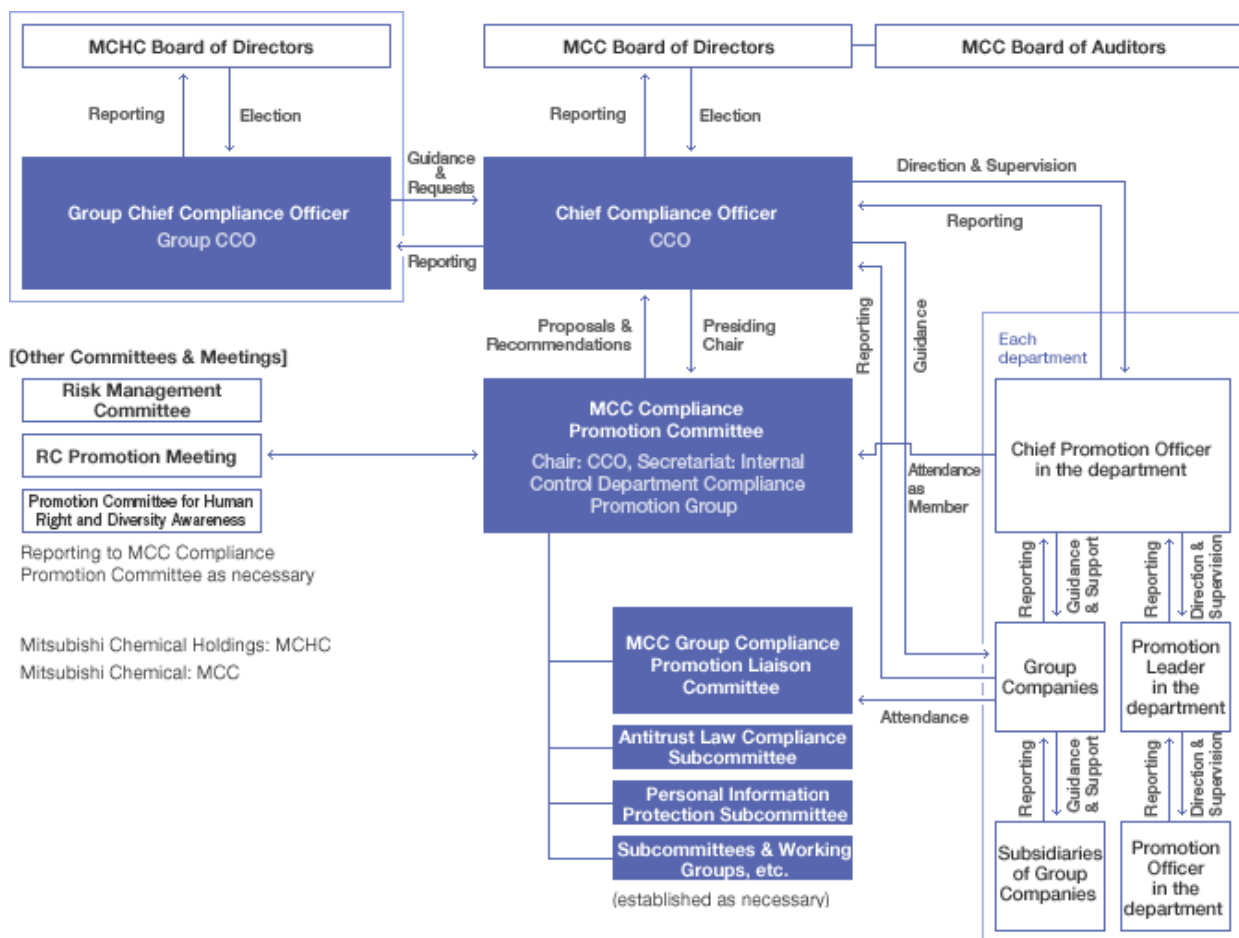 MCHC Board of Directors
MCC Board of Directors
MCC Board of Auditors
Reporting
Election
Reporting
Election
Group Chief Compliance Officer
Group CCO
Guidance
&
Requests
Reporting
Chief Compliance Officer
CCO
Direction & Supervision
Reporting
Proposals &
Recommendations
Presiding
Chair
Reporting
Guidance
[Other Committees & Meetings]
Risk Management
Committee
RC Promotion Meeting
Promotion Committee for Human
Right and Diversity Awareness
Reporting to MCC Compliance
Promotion Committee as necessary
Mitsubishi Chemical Holdings: MCHC
Mitsubishi Chemical: MCC
MCC Compliance
Promotion Committee
Chair: CCO, Secretariat: Internal
Control Department Compliance
Promotion Group
Attendance
as
Member
Each
department
Chief Promotion Officer
in the department
Reporting
Guidance
& Support
Reporting
Direction &
Supervision
MCC Group Compliance
Promotion Liaison
Committee
Attendance
Group
Companies
Promotion
Leader
in the
department
Antitrust Law Compliance
Subcommittee
Personal Information
Protection Subcommittee
Subcommittees & Working
Groups, etc.
(established as necessary)
Reporting
Guidance
& Support
Reporting
Direction &
Supervision
Subsidiaries
of Group
Companies
Promotion
Officer
in the
department